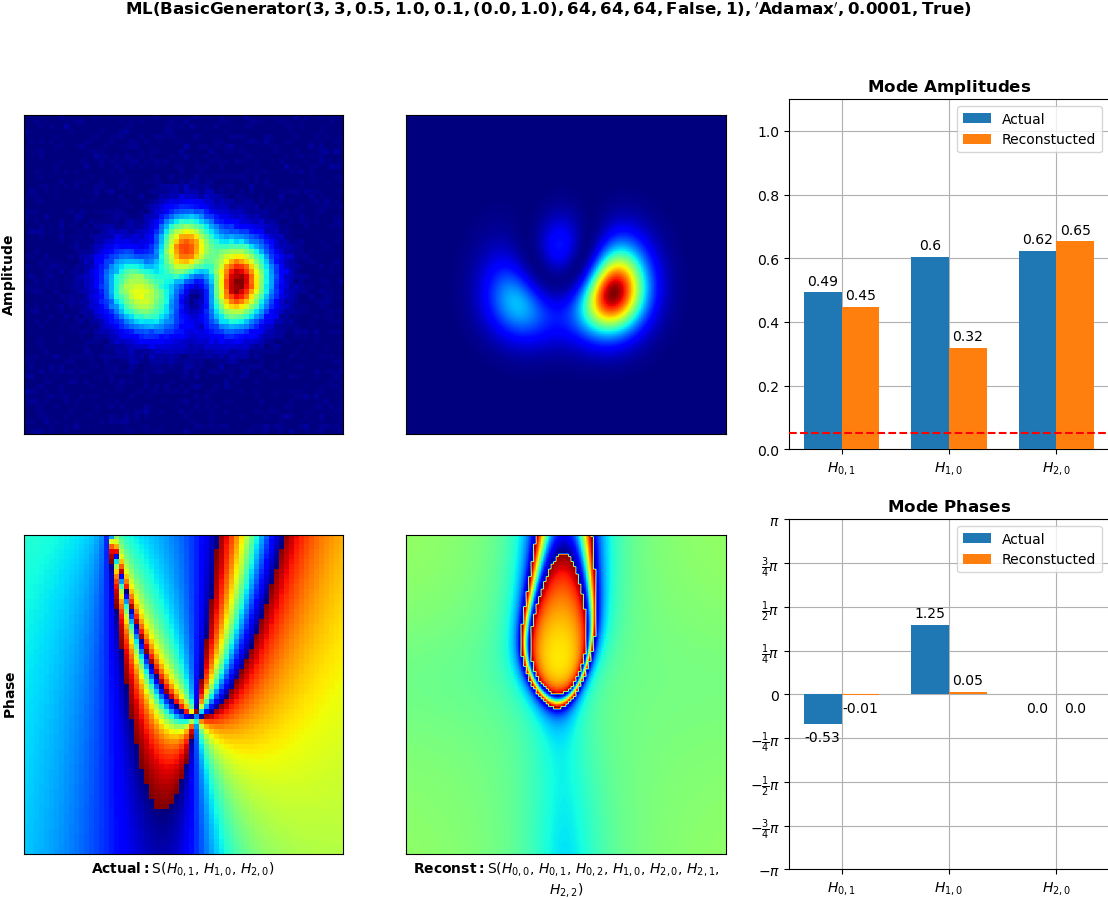 ML(BasicGenerator(3, 3, 0.5, 1.0, 0.1, (0.0, 1.0), 64, 64, 64, False, 1), ′Adamax′, 0.0001, True)
Amplitude
Mode Amplitudes
Actual
Reconstucted
1.0
0.8
0.6
0.4
0.2
0.0
0.49
0.45
0.6
0.32
0.62
0.65
H0,1
H1,0
H2,0
Phase
Actual: S(H0,1, H1,0, H2,0)
Reconst: S(H0,0, H0,1, H0,2, H1,0, H2,0, H2,1,
H2,2)
Mode Phases
Actual
Reconstucted
π
3/4π
1/2π
1/4π
0
−1/4π
−1/2π
−3/4π
−π
-0.53
-0.01
1.25
0.05
0.0
0.0
H0,1
H1,0
H2,0